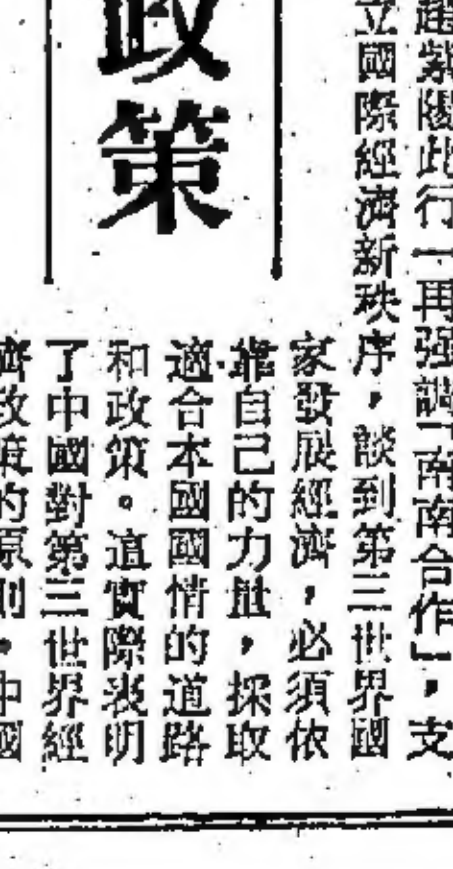 趙紫陽此行一再强調「南南合作」，支
立國際經濟新秩序，談到第三世界國
家發展經濟，必須依
靠自己的力量，採取
適合本國國情的道路
和政策。這實際表明
了中國對第三世界經
濟政策的原則。中國
政策